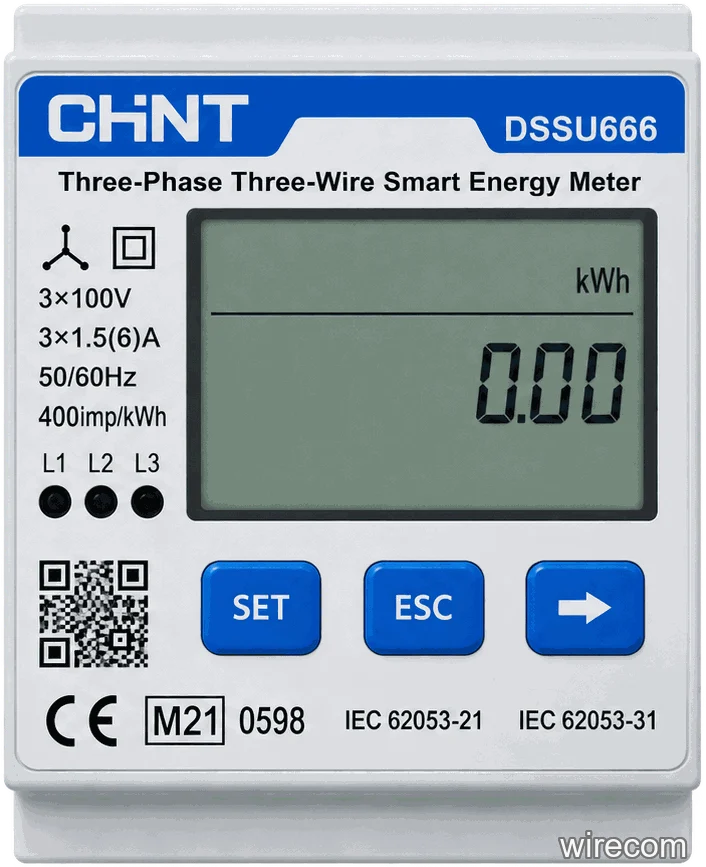 CHINT
DSSU666
Three-Phase Three-Wire Smart Energy Meter
3×100V
3×1.5(6)A
50/60Hz
400imp/kWh
L1 L2 L3
kWh
0.00
SET
ESC
CE M21 0598 IEC 62053-21 IEC 62053-31
wirecom